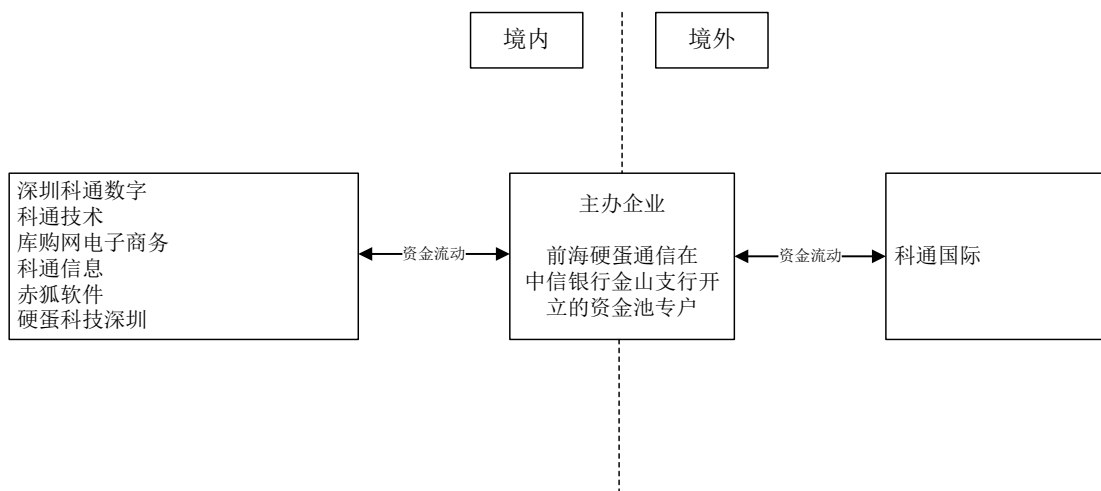 境内
境外
深圳科通数字
科通技术
库购网电子商务
科通信息
赤狐软件
硬蛋科技深圳
资金流动
主办企业
前海硬蛋通信在
中信银行金山支行开
立的资金池专户
资金流动
科通国际